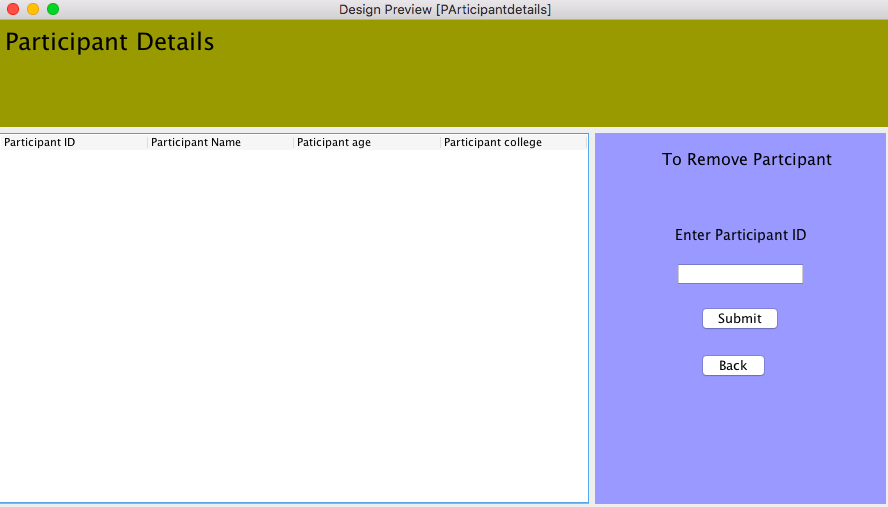 Design Preview [PArticipantdetails]
Participant Details
Participant ID Participant Name Paticipant age Participant college
To Remove Partcipant
Enter Participant ID
Submit
Back